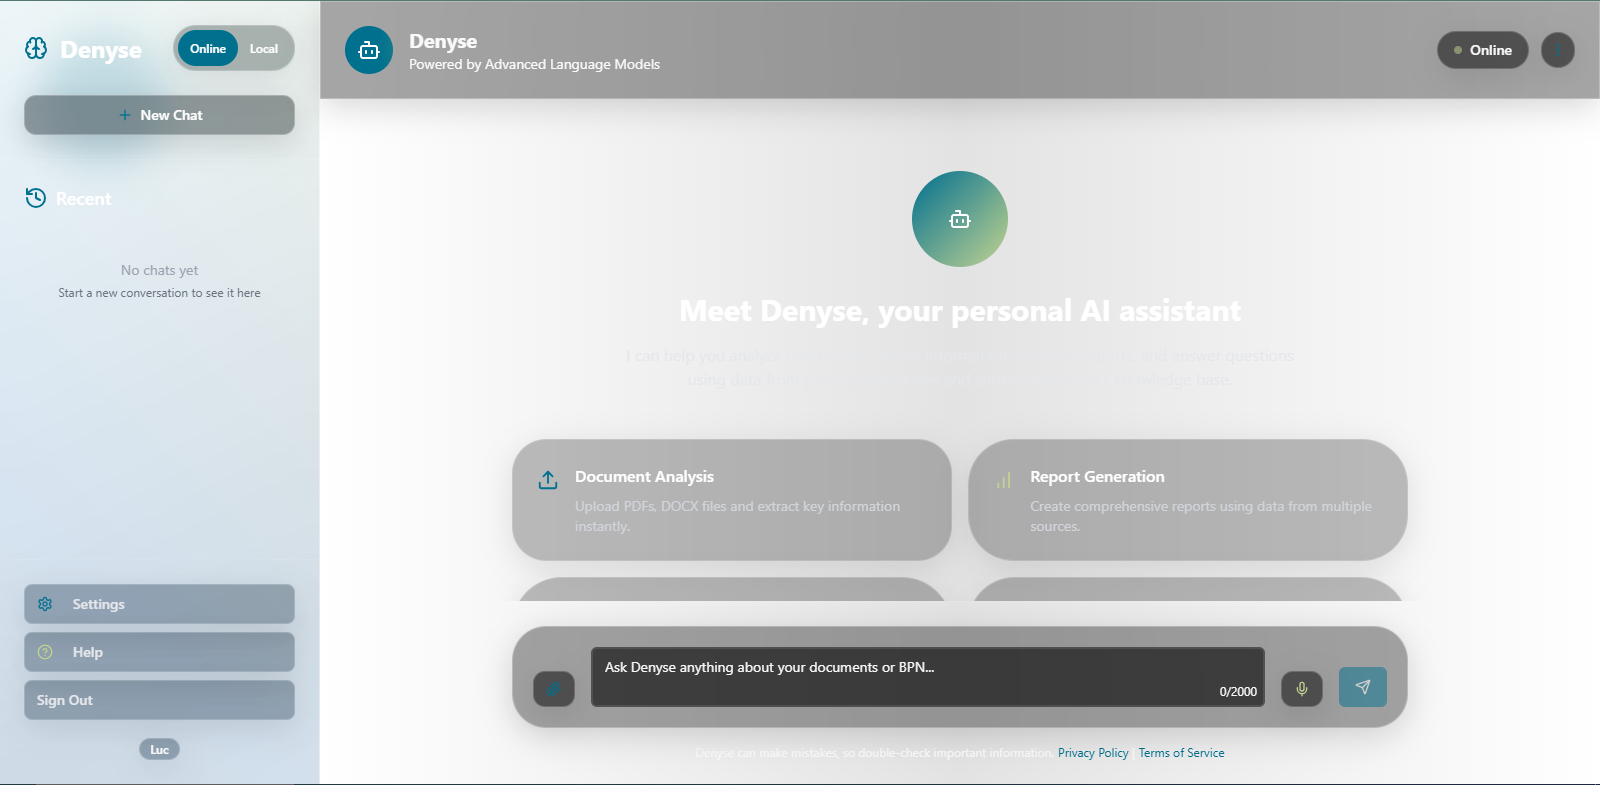 Denyse
Online Local
New Chat
Recent
No chats yet
Start a new conversation to see it here
Settings
Help
Sign Out
Luc
Denyse
Powered by Advanced Language Models
Online
Meet Denyse, your personal AI assistant
I can help you and answer questions
using data from knowledge base.
Document Analysis
Upload PDFs, DOCX files and extract key information
instantly.
Report Generation
Create comprehensive reports using data from multiple
sources.
Ask Denyse anything about your documents or BPN...
0/2000
Denyse can make mistakes, so double-check important information. Privacy Policy | Terms of Service